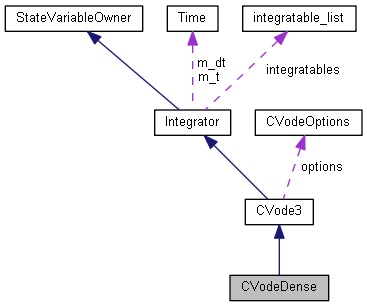 StateVariableOwner
Time
integratable_list
m_dt
m_t
integratables
Integrator
CVodeOptions
options
CVode3
CVodeDense